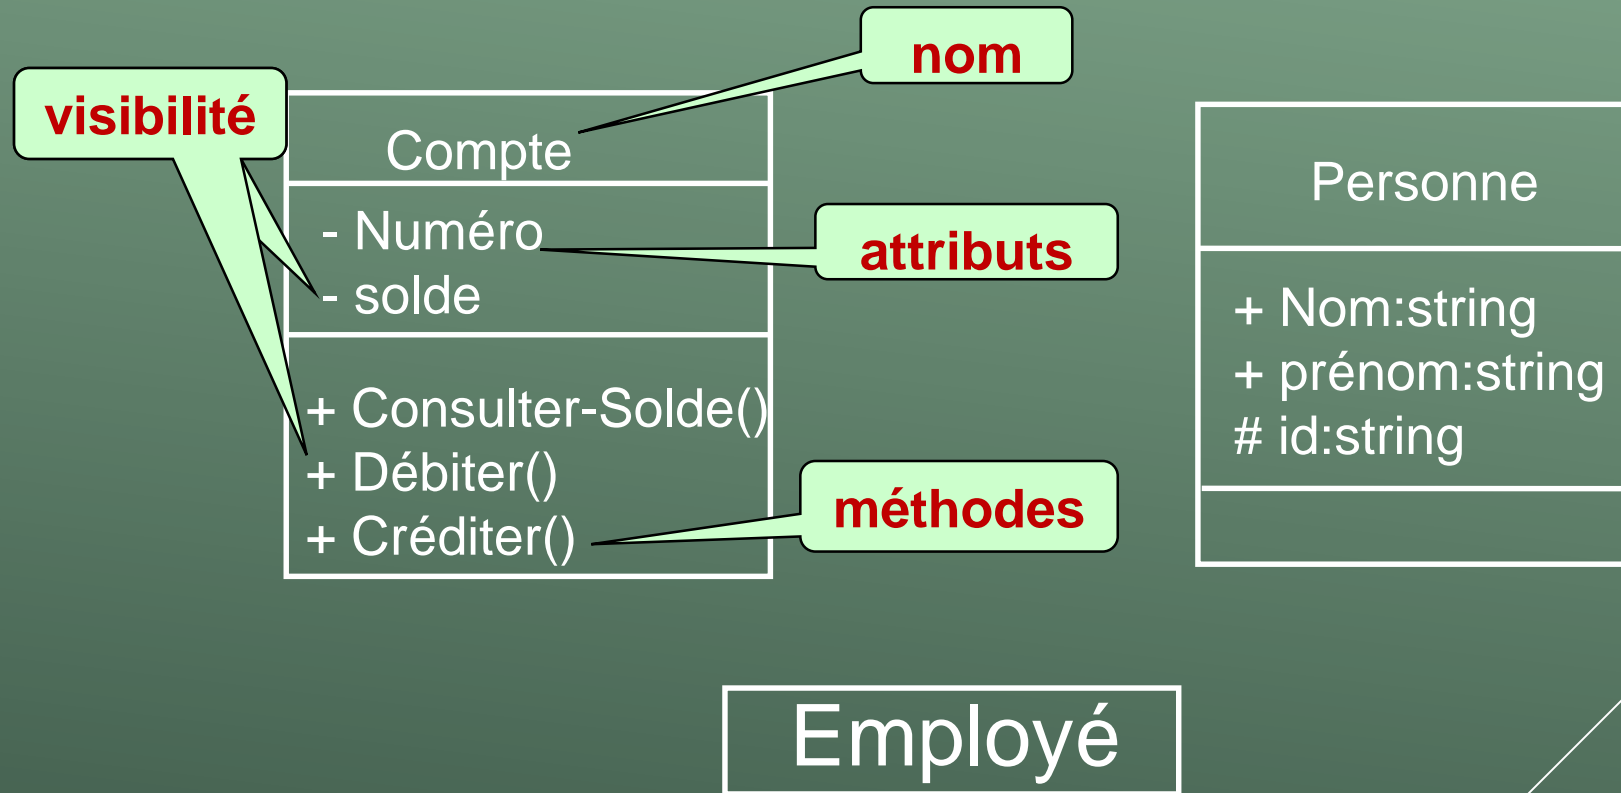 nom
visibilité
Compte
- Numéro
- solde
attributs
+ Consulter-Solde()
+ Débiter()
+ Créditer()
méthodes
Personne
+ Nom:string
+ prénom:string
# id:string
Employé